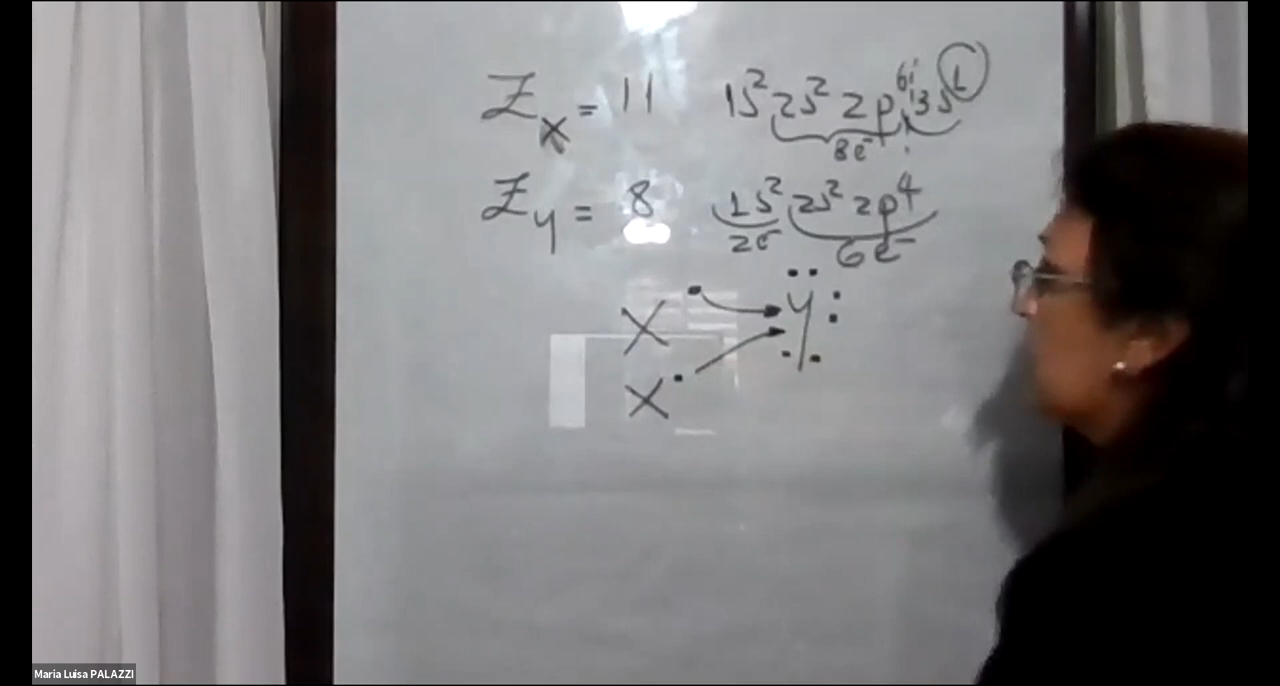 Zx = 11 1s² 2s² 2p⁶ 3s¹
8e⁻
Zy = 8 1s² 2s² 2p⁴
2e⁻ 6e⁻
X y
X
Maria Luisa PALAZZI